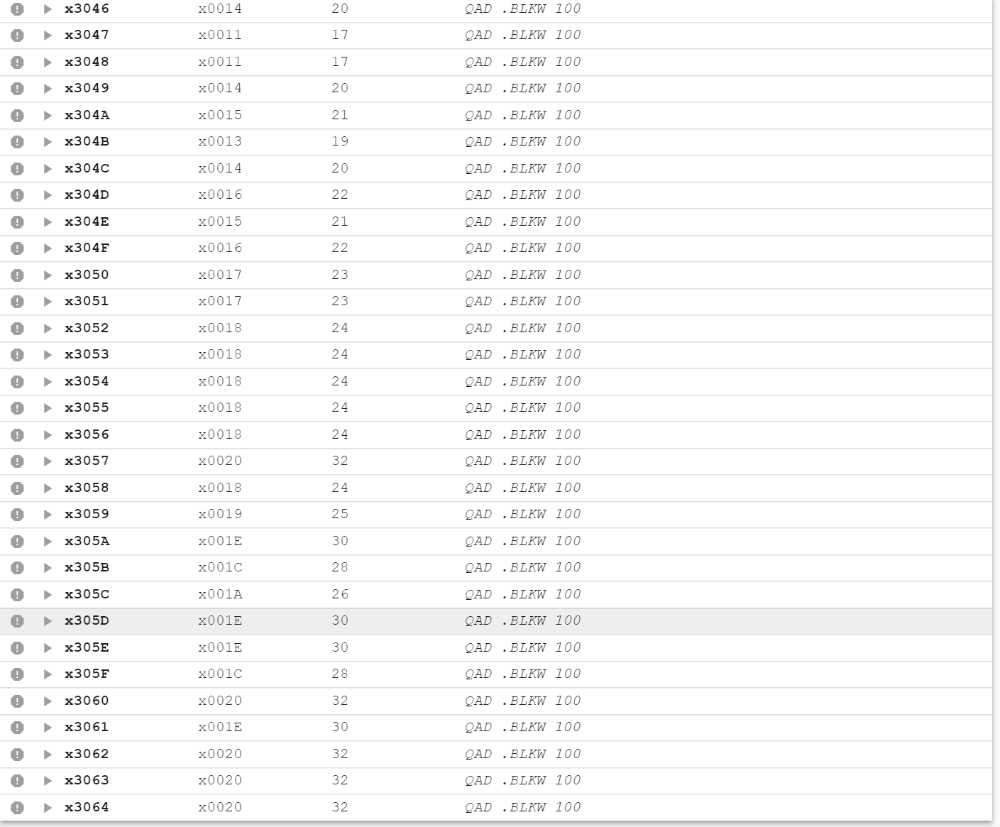 x3046 x0014 20 QAD .BLKW 100
x3047 x0011 17 QAD .BLKW 100
x3048 x0011 17 QAD .BLKW 100
x3049 x0014 20 QAD .BLKW 100
x304A x0015 21 QAD .BLKW 100
x304B x0013 19 QAD .BLKW 100
x304C x0014 20 QAD .BLKW 100
x304D x0016 22 QAD .BLKW 100
x304E x0015 21 QAD .BLKW 100
x304F x0016 22 QAD .BLKW 100
x3050 x0017 23 QAD .BLKW 100
x3051 x0017 23 QAD .BLKW 100
x3052 x0018 24 QAD .BLKW 100
x3053 x0018 24 QAD .BLKW 100
x3054 x0018 24 QAD .BLKW 100
x3055 x0018 24 QAD .BLKW 100
x3056 x0018 24 QAD .BLKW 100
x3057 x0020 32 QAD .BLKW 100
x3058 x0018 24 QAD .BLKW 100
x3059 x0019 25 QAD .BLKW 100
x305A x001E 30 QAD .BLKW 100
x305B x001C 28 QAD .BLKW 100
x305C x001A 26 QAD .BLKW 100
x305D x001E 30 QAD .BLKW 100
x305E x001E 30 QAD .BLKW 100
x305F x001C 28 QAD .BLKW 100
x3060 x0020 32 QAD .BLKW 100
x3061 x001E 30 QAD .BLKW 100
x3062 x0020 32 QAD .BLKW 100
x3063 x0020 32 QAD .BLKW 100
x3064 x0020 32 QAD .BLKW 100